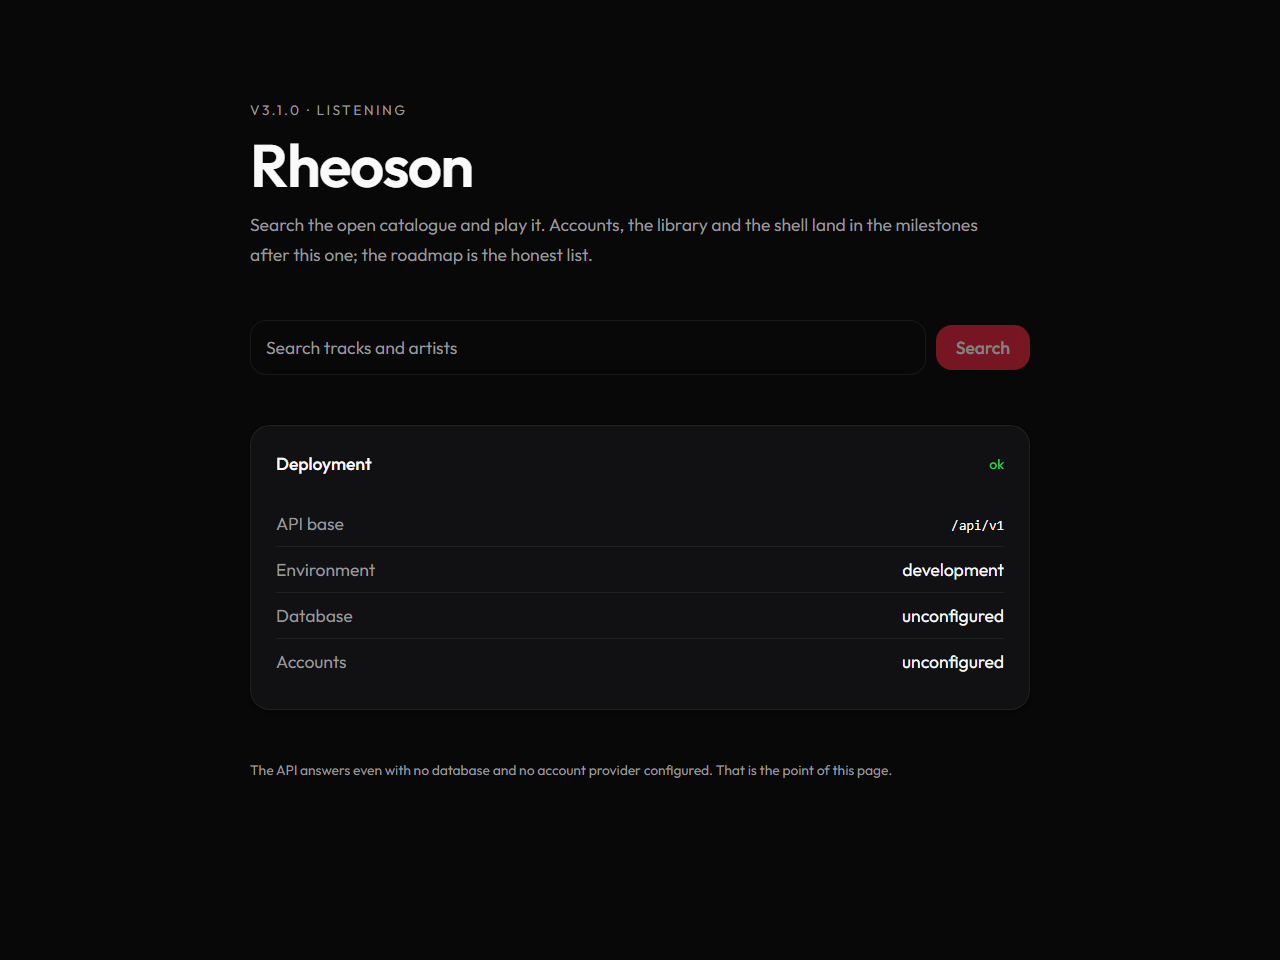 V3.1.0 · LISTENING
Rheoson
Search the open catalogue and play it. Accounts, the library and the shell land in the milestones
after this one; the roadmap is the honest list.
Search tracks and artists
Search
Deployment
ok
API base
/api/v1
Environment
development
Database
unconfigured
Accounts
unconfigured
The API answers even with no database and no account provider configured. That is the point of this page.